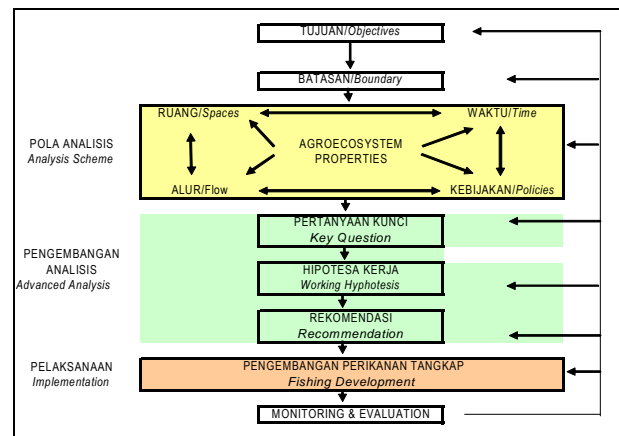 TUJUAN/Objectives
BATASAN/Boundary
RUANG/Spaces
WAKTU/Time
POLA ANALISIS
Analysis Scheme
AGROECOSYSTEM
PROPERTIES
ALUR/Flow
KEBIJAKAN/Policies
PERTANYAAN KUNCI
Key Question
PENGEMBANGAN
ANALISIS
Advanced Analysis
HIPOTESA KERJA
Working Hyphotesis
REKOMENDASI
Recommendation
PELAKSANAAN
Implementation
PENGEMBANGAN PERIKANAN TANGKAP
Fishing Development
MONITORING & EVALUATION